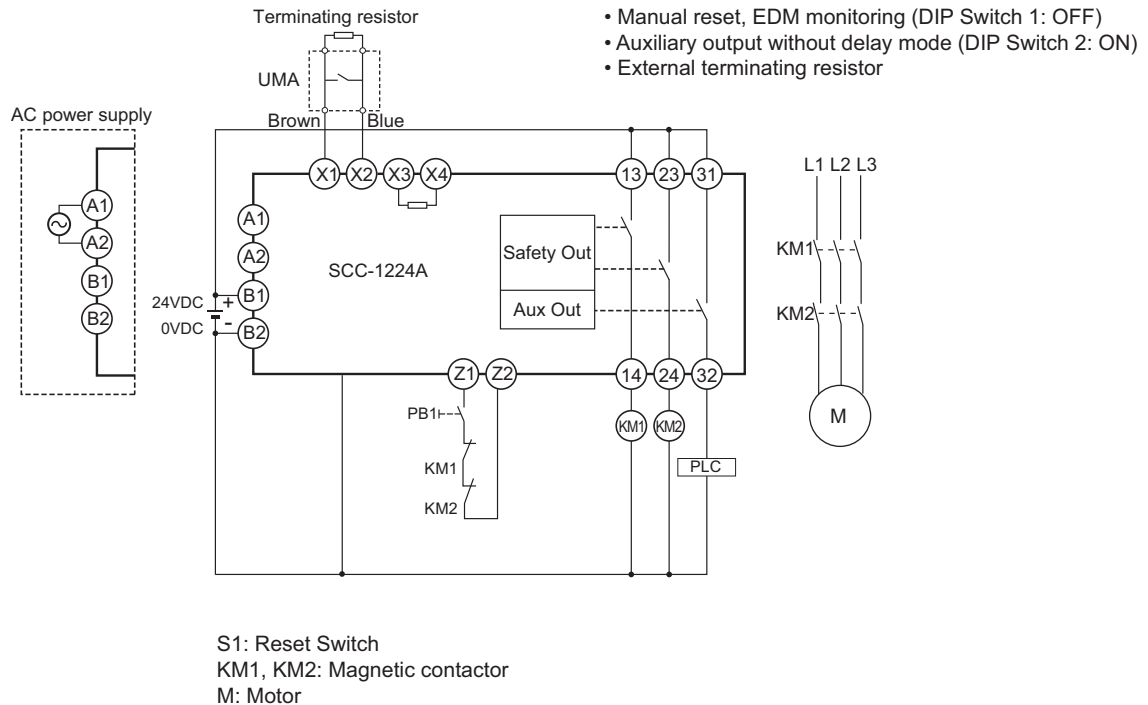 Terminating resistor
• Manual reset, EDM monitoring (DIP Switch 1: OFF)
• Auxiliary output without delay mode (DIP Switch 2: ON)
• External terminating resistor
UMA
AC power supply
Brown
Blue
X1
X2
X3
X4
13
23
31
L1 L2 L3
A1
A2
B1
B2
A1
A2
B1
B2
SCC-1224A
Safety Out
Aux Out
KM1
KM2
24VDC
+
0VDC
-
Z1
Z2
14
24
32
PB1
KM1
KM2
KM1
KM2
PLC
M
S1: Reset Switch
KM1, KM2: Magnetic contactor
M: Motor